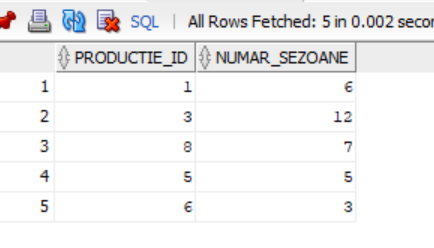 SQL | All Rows Fetched: 5 in 0.002 secor
PRODUCTIE_ID NUMAR_SEZOANE
1 1 6
2 3 12
3 8 7
4 5 5
5 6 3